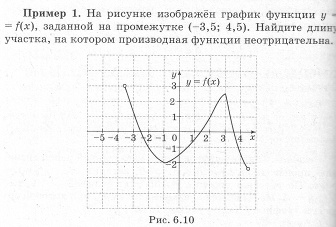 Пример 1. На рисунке изображён график функции y =
= f(x), заданной на промежутке (−3,5; 4,5). Найдите длину
участка, на котором производная функции неотрицательна.
y
3
y = f(x)
2
1
−5 −4 −3 −2 −1 0 1 2 3 4 5 x
−1
−2
Рис. 6.10